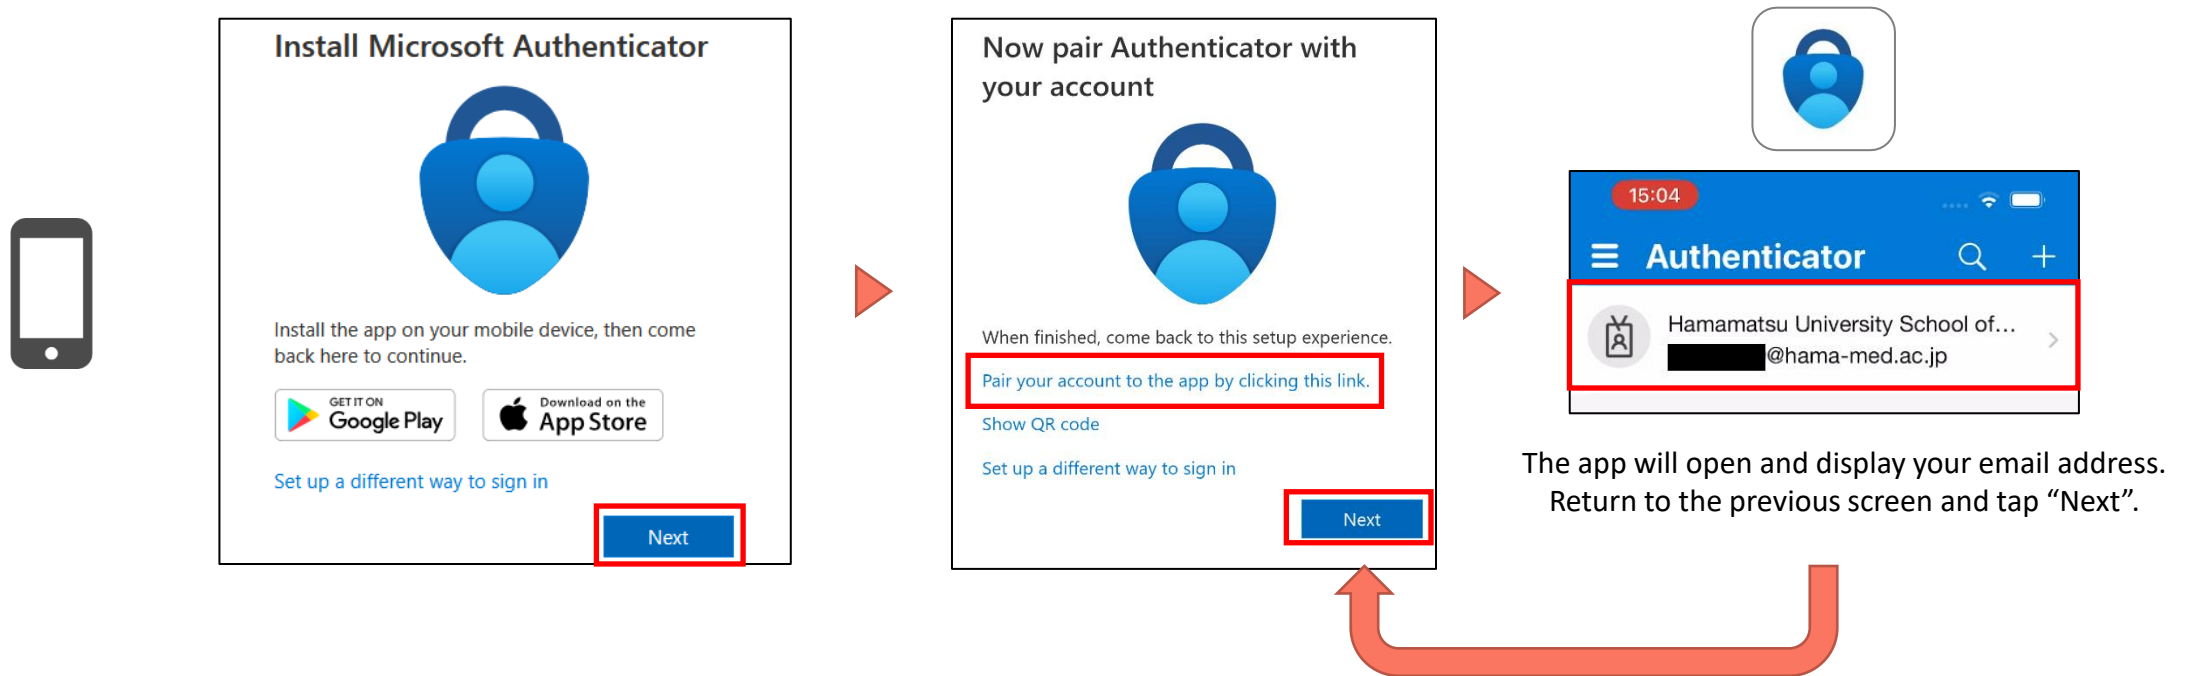 Install Microsoft Authenticator
Install the app on your mobile device, then come
back here to continue.
GET IT ON
Google Play
Download on the
App Store
Set up a different way to sign in
Next
Now pair Authenticator with
your account
When finished, come back to this setup experience.
Pair your account to the app by clicking this link.
Show QR code
Set up a different way to sign in
Next
15:04
Authenticator
Hamamatsu University School of...
@hama-med.ac.jp
The app will open and display your email address.
Return to the previous screen and tap “Next”.